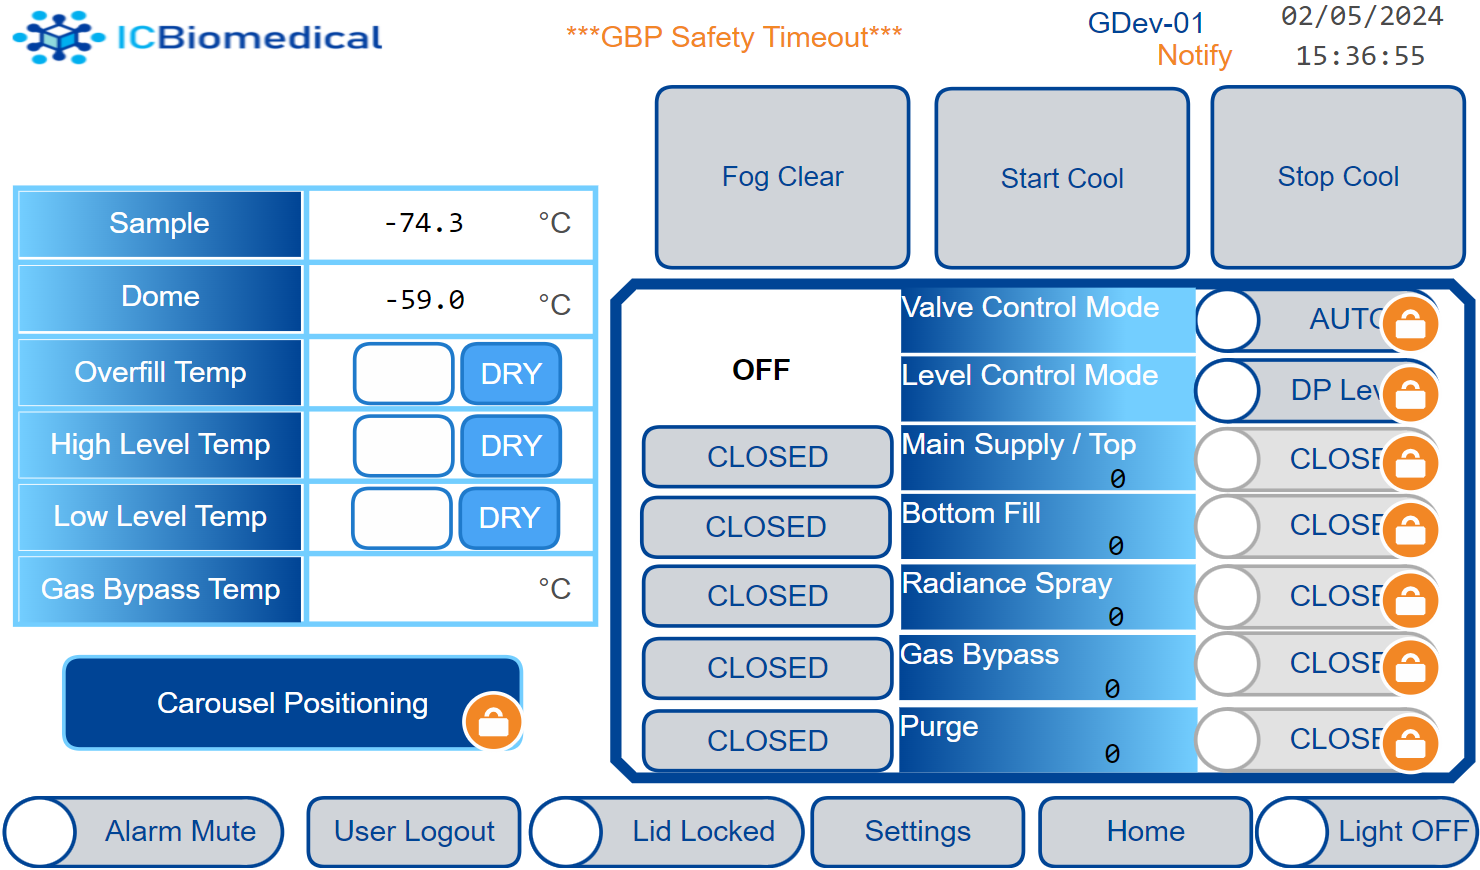 ICBiomedical
***GBP Safety Timeout***
GDev-01
Notify
02/05/2024
15:36:55
Fog Clear
Start Cool
Stop Cool
Sample
-74.3 °C
Dome
-59.0 °C
Overfill Temp
DRY
High Level Temp
DRY
Low Level Temp
DRY
Gas Bypass Temp
°C
Carousel Positioning
OFF
Valve Control Mode
AUTO
Level Control Mode
DP Lev
CLOSED
Main Supply / Top
0
CLOSE
CLOSED
Bottom Fill
0
CLOSE
CLOSED
Radiance Spray
0
CLOSE
CLOSED
Gas Bypass
0
CLOSE
CLOSED
Purge
0
CLOSE
Alarm Mute
User Logout
Lid Locked
Settings
Home
Light OFF